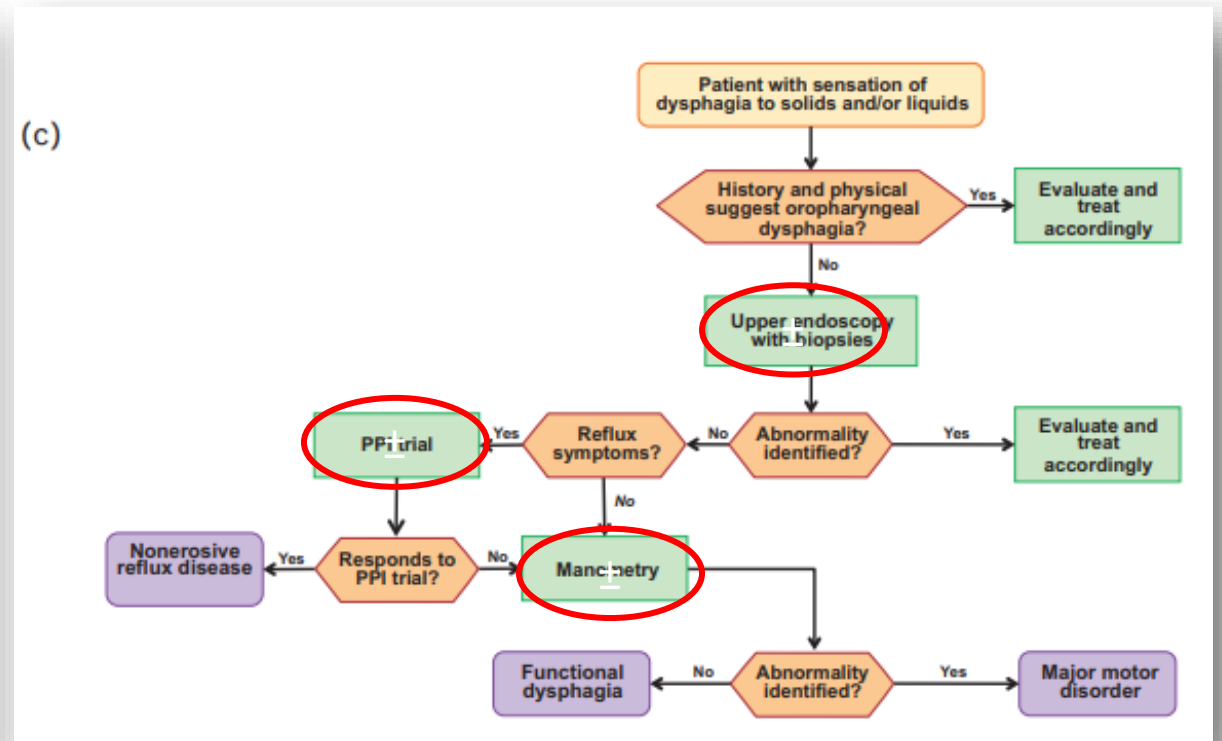 (c)
Patient with sensation of
dysphagia to solids and/or liquids
History and physical
suggest oropharyngeal
dysphagia?
Yes
Evaluate and
treat
accordingly
No
Upper endoscopy
with biopsies
±
Abnormality
identified?
Yes
Evaluate and
treat
accordingly
No
Reflux
symptoms?
Yes
PPI trial
±
No
Responds to
PPI trial?
Yes
Nonerosive
reflux disease
No
Manometry
±
Abnormality
identified?
No
Functional
dysphagia
Yes
Major motor
disorder